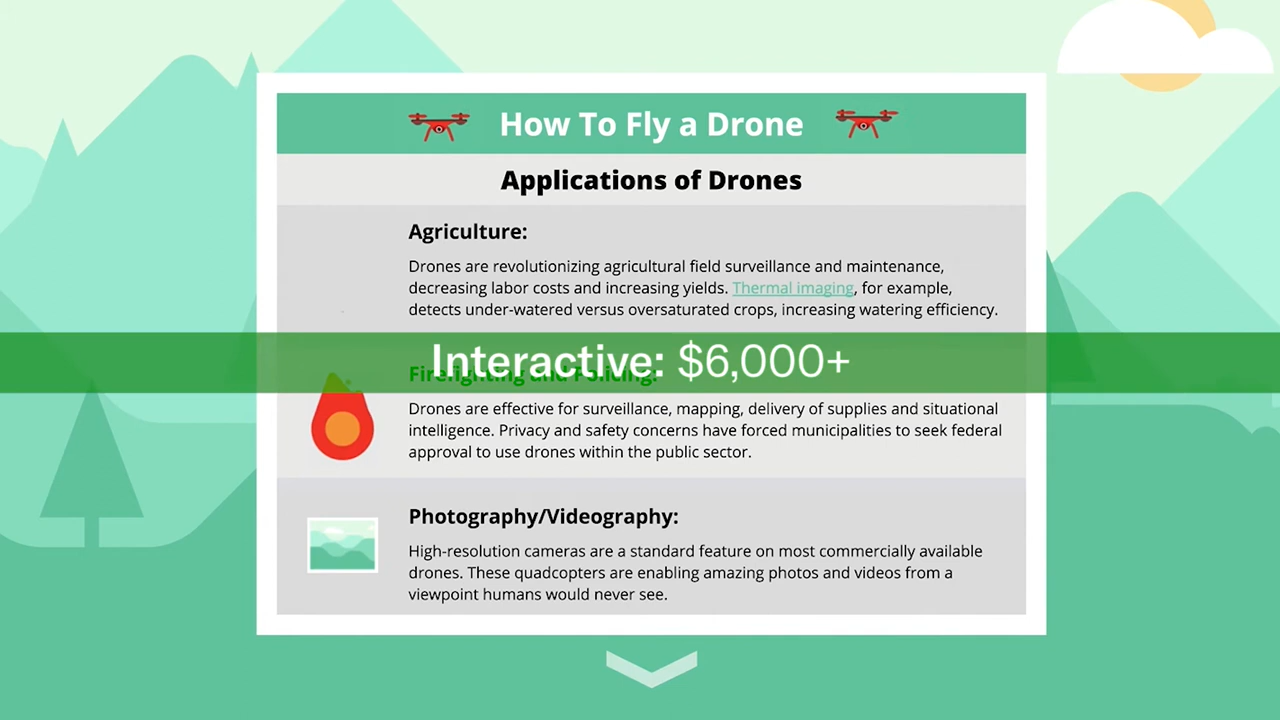 How To Fly a Drone
Applications of Drones
Agriculture:
Drones are revolutionizing agricultural field surveillance and maintenance,
decreasing labor costs and increasing yields. Thermal imaging, for example,
detects under-watered versus oversaturated crops, increasing watering efficiency.
Interactive: $6,000+
Firefighting and Policing:
Drones are effective for surveillance, mapping, delivery of supplies and situational
intelligence. Privacy and safety concerns have forced municipalities to seek federal
approval to use drones within the public sector.
Photography/Videography:
High-resolution cameras are a standard feature on most commercially available
drones. These quadcopters are enabling amazing photos and videos from a
viewpoint humans would never see.